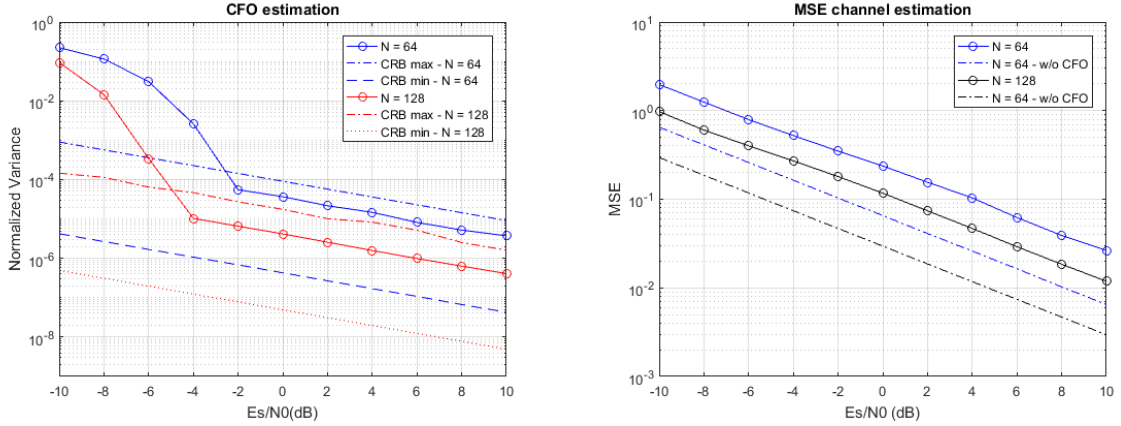 CFO estimation
10^0
10^-2
10^-4
10^-6
10^-8
Normalized Variance
-10 -8 -6 -4 -2 0 2 4 6 8 10
Es/N0(dB)
N = 64
CRB max - N = 64
CRB min - N = 64
N = 128
CRB max - N = 128
CRB min - N = 128
MSE channel estimation
10^1
10^0
10^-1
10^-2
10^-3
MSE
-10 -8 -6 -4 -2 0 2 4 6 8 10
Es/N0 (dB)
N = 64
N = 64 - w/o CFO
N = 128
N = 64 - w/o CFO